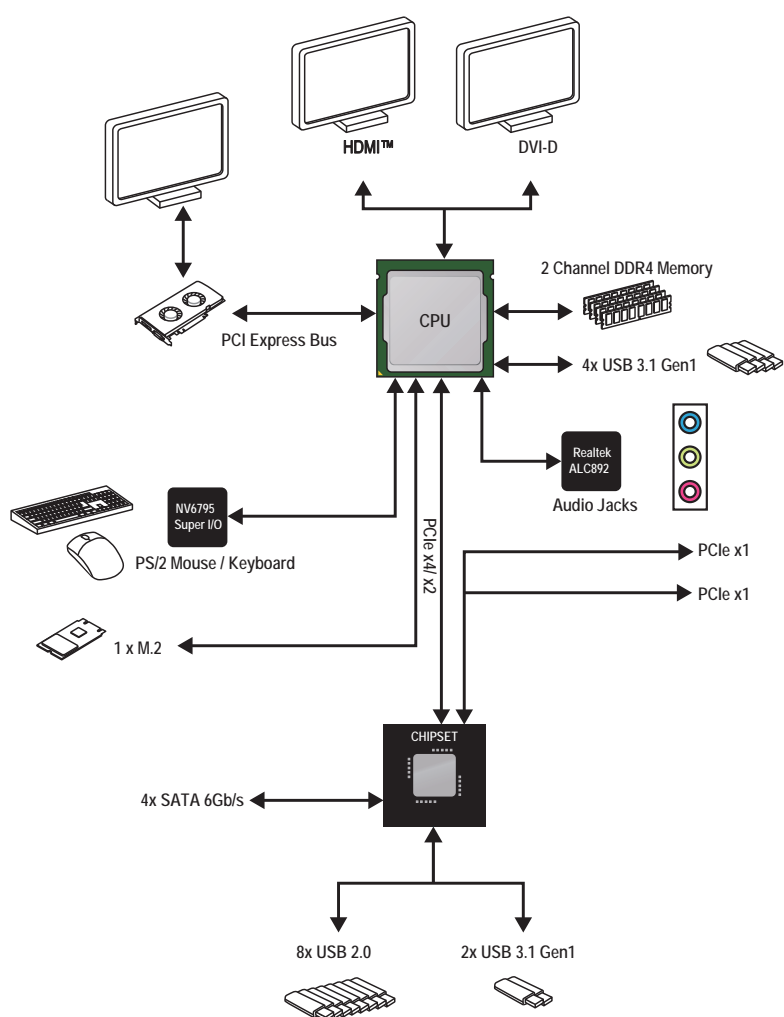 HDMI™
DVI-D
2 Channel DDR4 Memory
CPU
PCI Express Bus
4x USB 3.1 Gen1
Realtek
ALC892
Audio Jacks
NV6795
Super I/O
PS/2 Mouse / Keyboard
PCIe x4/ x2
PCIe x1
PCIe x1
1 x M.2
CHIPSET
4x SATA 6Gb/s
8x USB 2.0
2x USB 3.1 Gen1